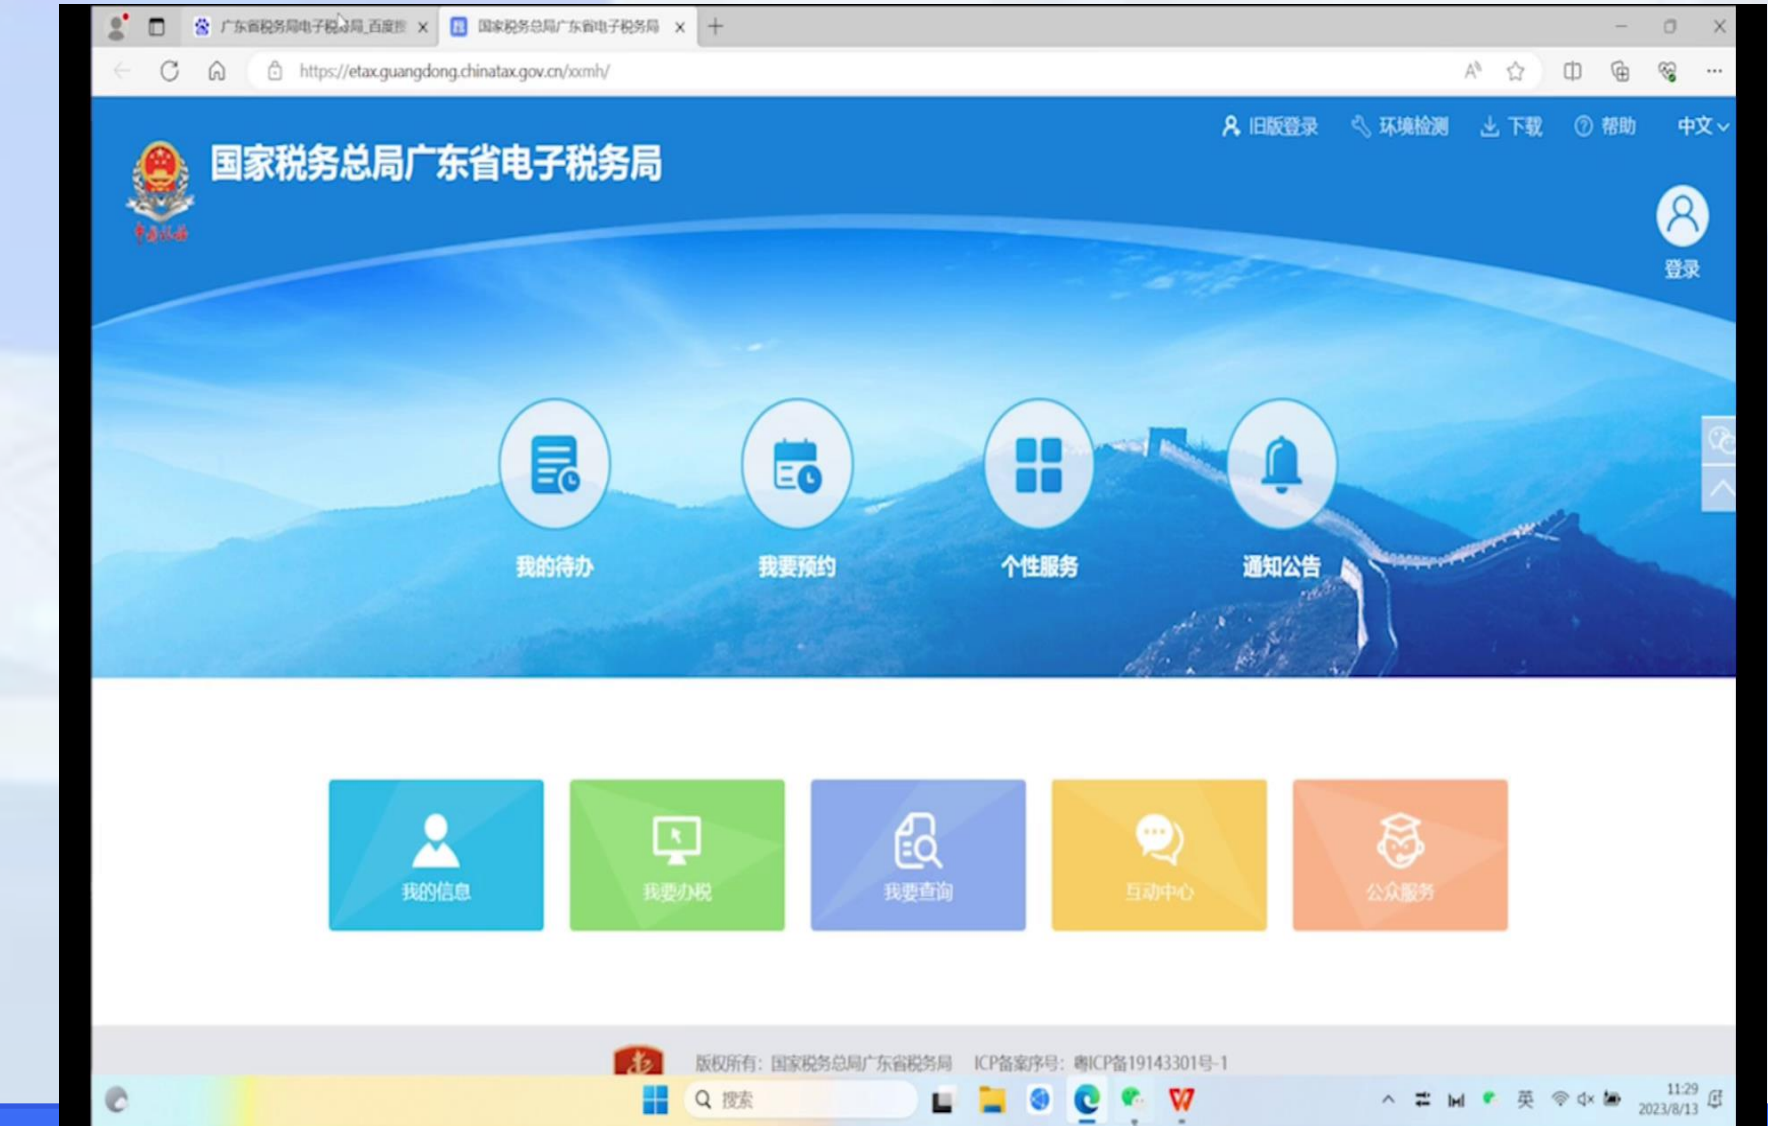 广东省税务局电子税务局_百度搜
国家税务总局广东省电子税务局
https://etax.guangdong.chinatax.gov.cn/xxmh/
旧版登录 环境检测 下载 帮助 中文
国家税务总局广东省电子税务局
中国税务
登录
我的待办 我要预约 个性服务 通知公告
我的信息 我要办税 我要查询 互动中心 公众服务
版权所有：国家税务总局广东省税务局 ICP备案序号：粤ICP备19143301号-1
搜索
英
11:29
2023/8/13